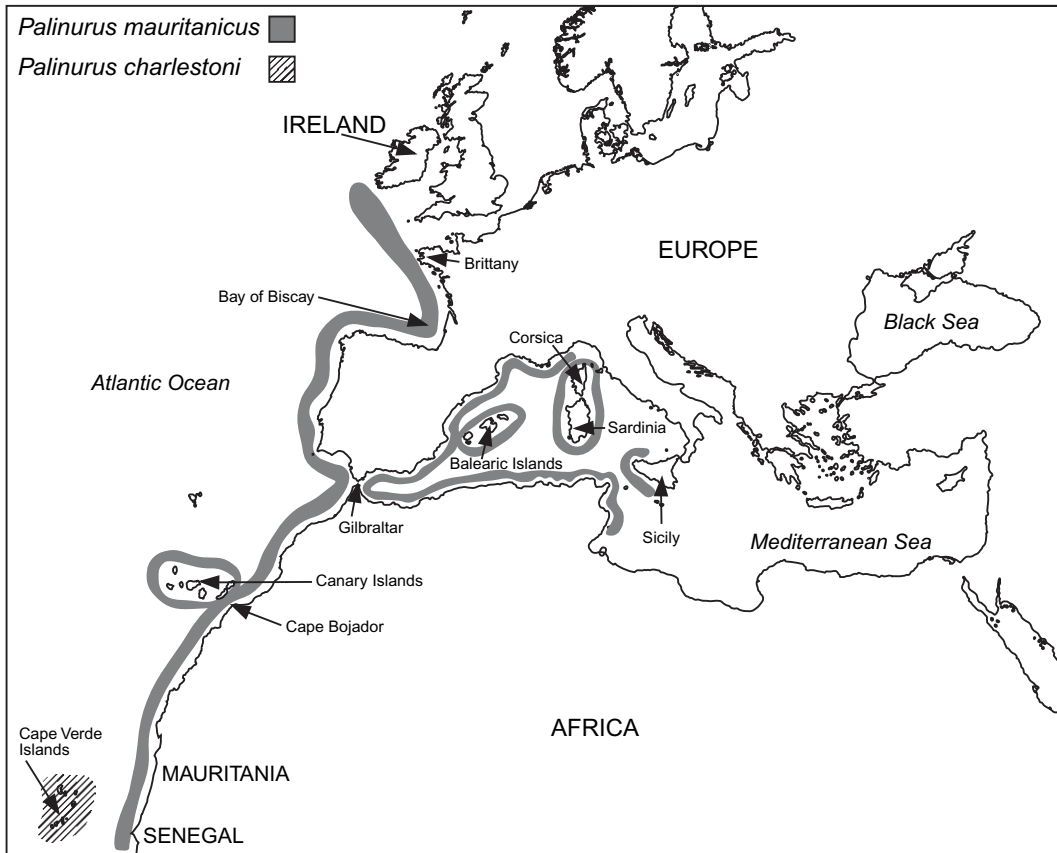 Palinurus mauritanicus
Palinurus charlestoni
IRELAND
EUROPE
Brittany
Bay of Biscay
Black Sea
Corsica
Atlantic Ocean
Sardinia
Balearic Islands
Gilbraltar
Sicily
Mediterranean Sea
Canary Islands
Cape Bojador
AFRICA
Cape Verde
Islands
MAURITANIA
SENEGAL